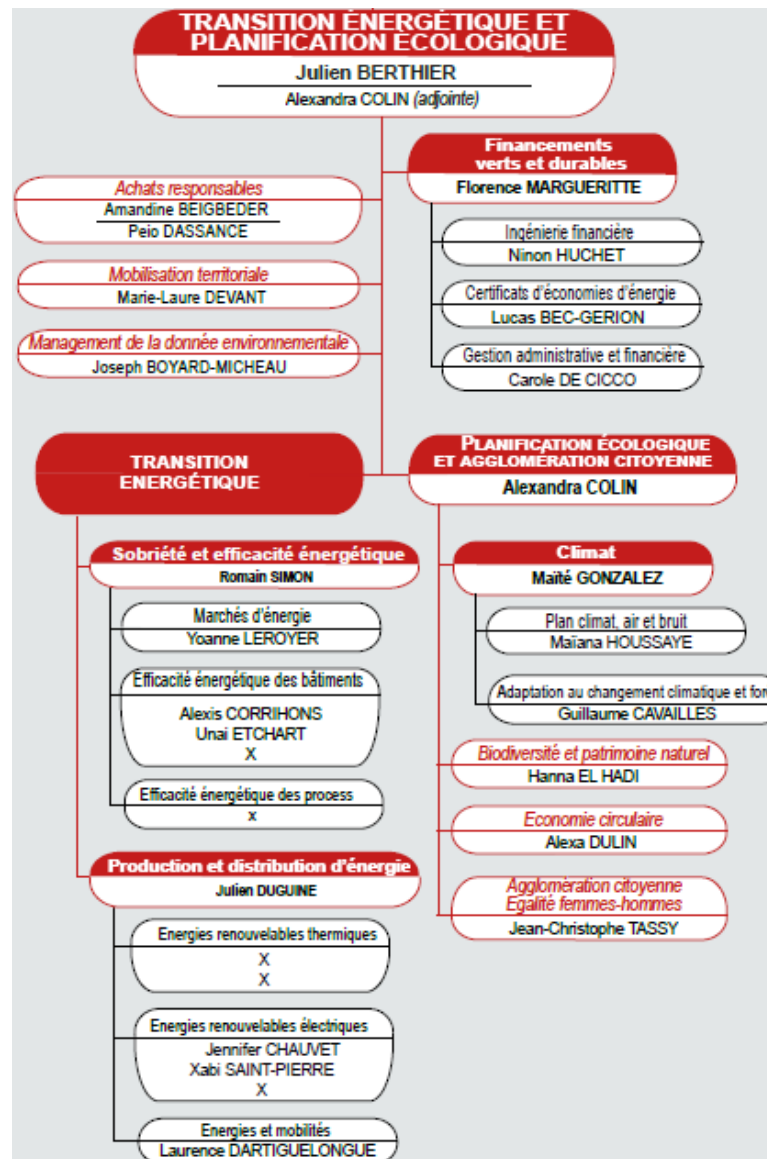 TRANSITION ÉNERGÉTIQUE ET
PLANIFICATION ÉCOLOGIQUE
Julien BERTHIER
Alexandra COLIN (adjointe)
Financements
verts et durables
Florence MARGUERITTE
Achats responsables
Amandine BEIGBEDER
Peio DASSANCE
Mobilisation territoriale
Marie-Laure DEVANT
Management de la donnée environnementale
Joseph BOYARD-MICHEAU
Ingénierie financière
Ninon HUCHET
Certificats d'économies d'énergie
Lucas BEC-GERION
Gestion administrative et financière
Carole DE CICCO
TRANSITION
ENERGÉTIQUE
PLANIFICATION ÉCOLOGIQUE
ET AGGLOMÉRATION CITOYENNE
Alexandra COLIN
Sobriété et efficacité énergétique
Romain SIMON
Marchés d'énergie
Yoanne LEROYER
Efficacité énergétique des bâtiments
Alexis CORRIHONS
Unai ETCHART
X
Efficacité énergétique des process
x
Production et distribution d'énergie
Julien DUGUINE
Energies renouvelables thermiques
X
X
Energies renouvelables électriques
Jennifer CHAUVET
Xabi SAINT-PIERRE
X
Energies et mobilités
Laurence DARTIGUELONGUE
Climat
Maïté GONZALEZ
Plan climat, air et bruit
Maïana HOUSSAYE
Adaptation au changement climatique et
Guillaume CAVAILLES
Biodiversité et patrimoine naturel
Hanna EL HADI
Economie circulaire
Alexa DULIN
Agglomération citoyenne
Egalité femmes-hommes
Jean-Christophe TASSY